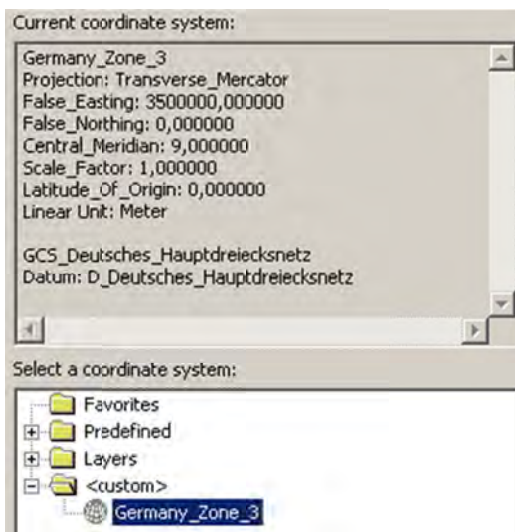 Current coordinate system:
Germany_Zone_3
Projection: Transverse_Mercator
False_Easting: 3500000,000000
False_Northing: 0,000000
Central_Meridian: 9,000000
Scale_Factor: 1,000000
Latitude_Of_Origin: 0,000000
Linear Unit: Meter
GCS_Deutsches_Hauptdreiecksnetz
Datum: D_Deutsches_Hauptdreiecksnetz
Select a coordinate system:
Favorites
Predefined
Layers
<custom>
Germany_Zone_3